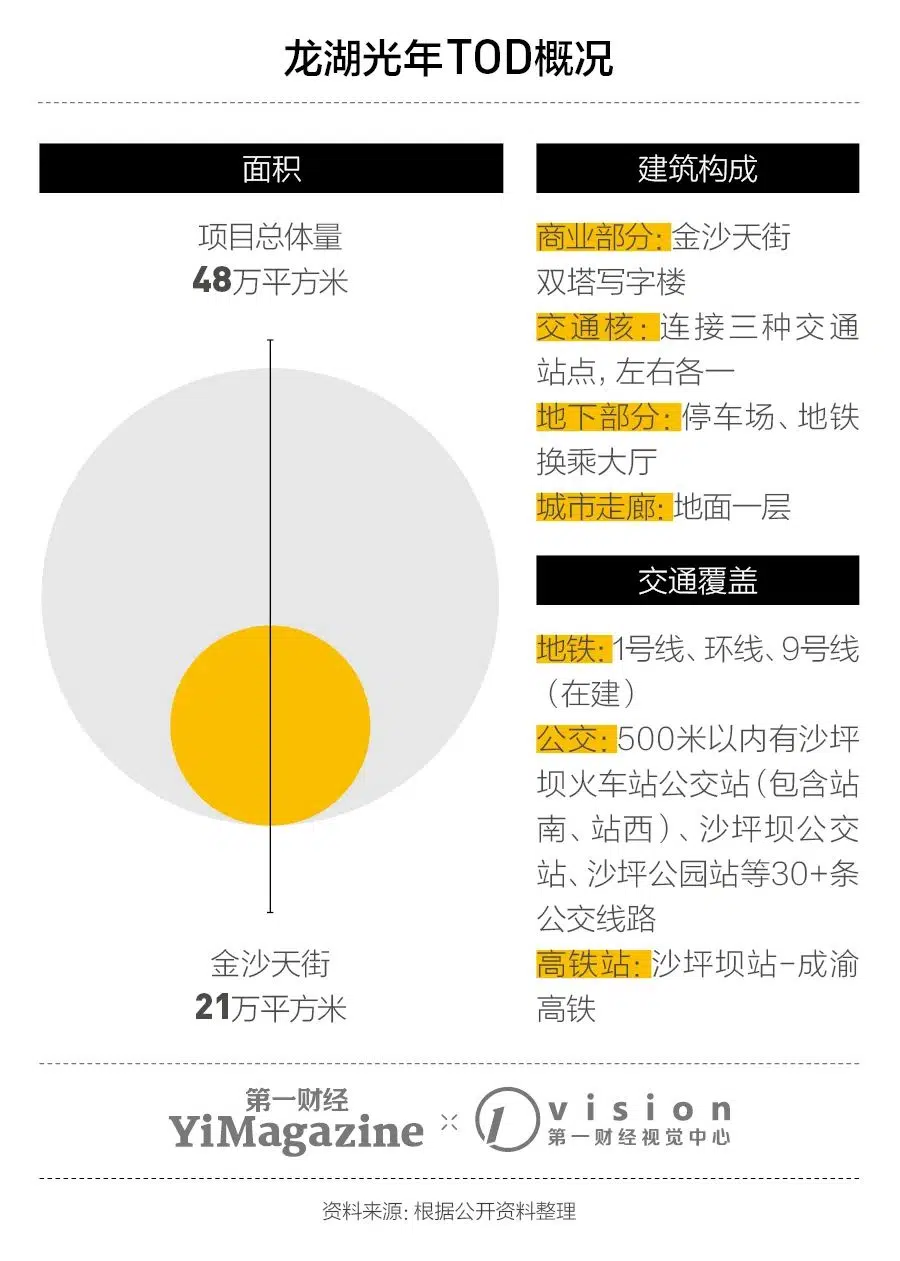 龙湖光年TOD概况
面积
项目总体量
48万平方米
金沙天街
21万平方米
建筑构成
商业部分:金沙天街
双塔写字楼
交通核:连接三种交通
站点,左右各一
地下部分:停车场、地铁
换乘大厅
城市走廊:地面一层
交通覆盖
地铁:1号线、环线、9号线
(在建)
公交:500米以内有沙坪
坝火车站公交站(包含站
南、站西)、沙坪坝公交
站、沙坪公园站等30+条
公交线路
高铁站:沙坪坝站-成渝
高铁
第一财经
YiMagazine
vision
第一财经视觉中心
资料来源:根据公开资料整理